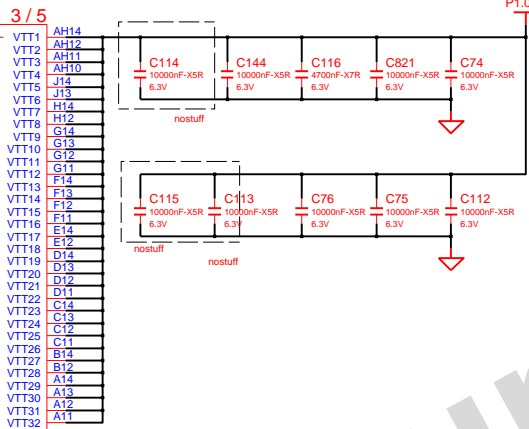 P1.0
3 / 5
VTT1 AH14
VTT2 AH12
VTT3 AH11
VTT4 AH10
VTT5 J14
VTT6 J13
VTT7 H14
VTT8 H12
VTT9 G14
VTT10 G13
VTT11 G12
VTT12 G11
VTT13 F14
VTT14 F13
VTT15 F12
VTT16 F11
VTT17 E14
VTT18 E12
VTT19 D14
VTT20 D13
VTT21 D12
VTT22 D11
VTT23 C14
VTT24 C13
VTT25 C12
VTT26 C11
VTT27 B14
VTT28 B12
VTT29 A14
VTT30 A13
VTT31 A12
VTT32 A11
C114 C144 C116 C821 C74
10000nF-X5R 10000nF-X5R 4700nF-X7R 10000nF-X5R 10000nF-X5R
6.3V 6.3V 6.3V 6.3V 6.3V
nostuff
C115 C113 C76 C75 C112
10000nF-X5R 10000nF-X5R 10000nF-X5R 10000nF-X5R 10000nF-X5R
6.3V 6.3V 6.3V 6.3V 6.3V
nostuff
nostuff